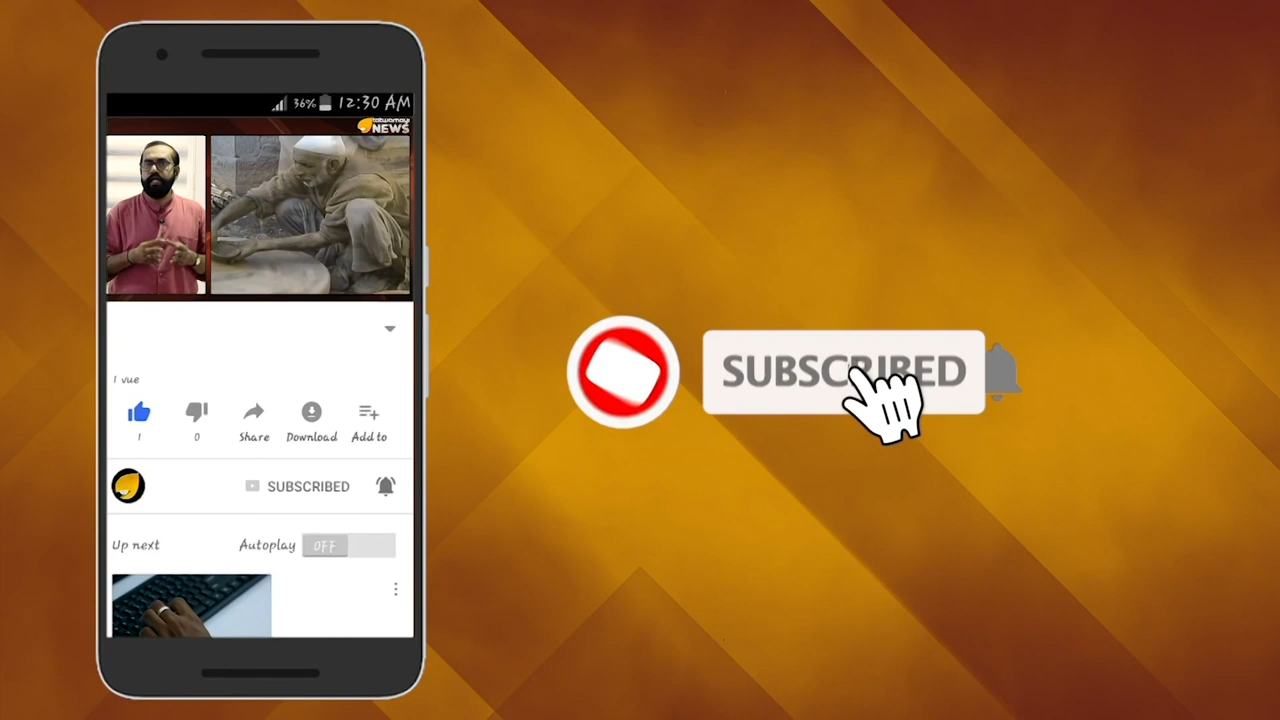 36% 12:30 AM
tatwamayi
NEWS
1 vue
1 0 Share Download Add to
SUBSCRIBED
Up next Autoplay OFF
SUBSCRIBED